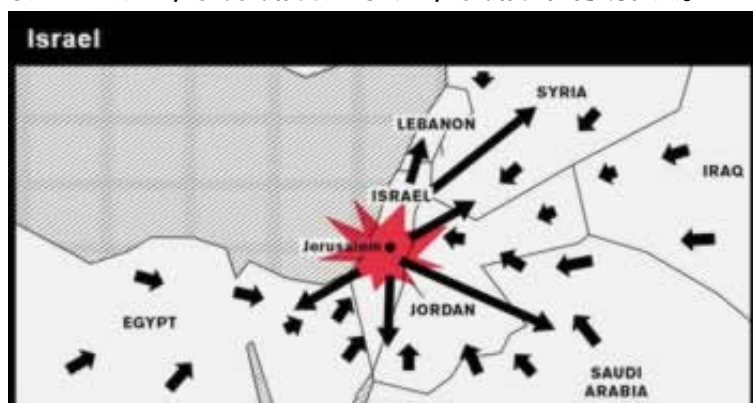 Israel
SYRIA
LEBANON
IRAQ
ISRAEL
Jerusalem
JORDAN
EGYPT
SAUDI
ARABIA